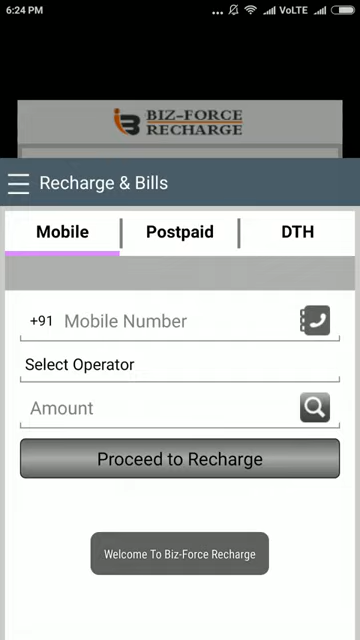 6:24 PM
... VoLTE
BIZ-FORCE
RECHARGE
Recharge & Bills
Mobile Postpaid DTH
+91 Mobile Number
Select Operator
Amount
Proceed to Recharge
Welcome To Biz-Force Recharge